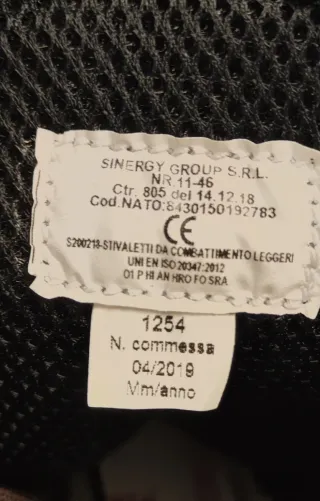 SINERGY GROUP S.R.L.
NR.11-46
Ctr. 805 del 14.12.18
Cod.NATO:8430150192783
CE
S200218-STIVALETTI DA COMBATTIMENTO LEGGERI
UNI EN ISO 20347:2012
O1 P HI AN HRO FO SRA
1254
N. commessa
04/2019
Mm/anno